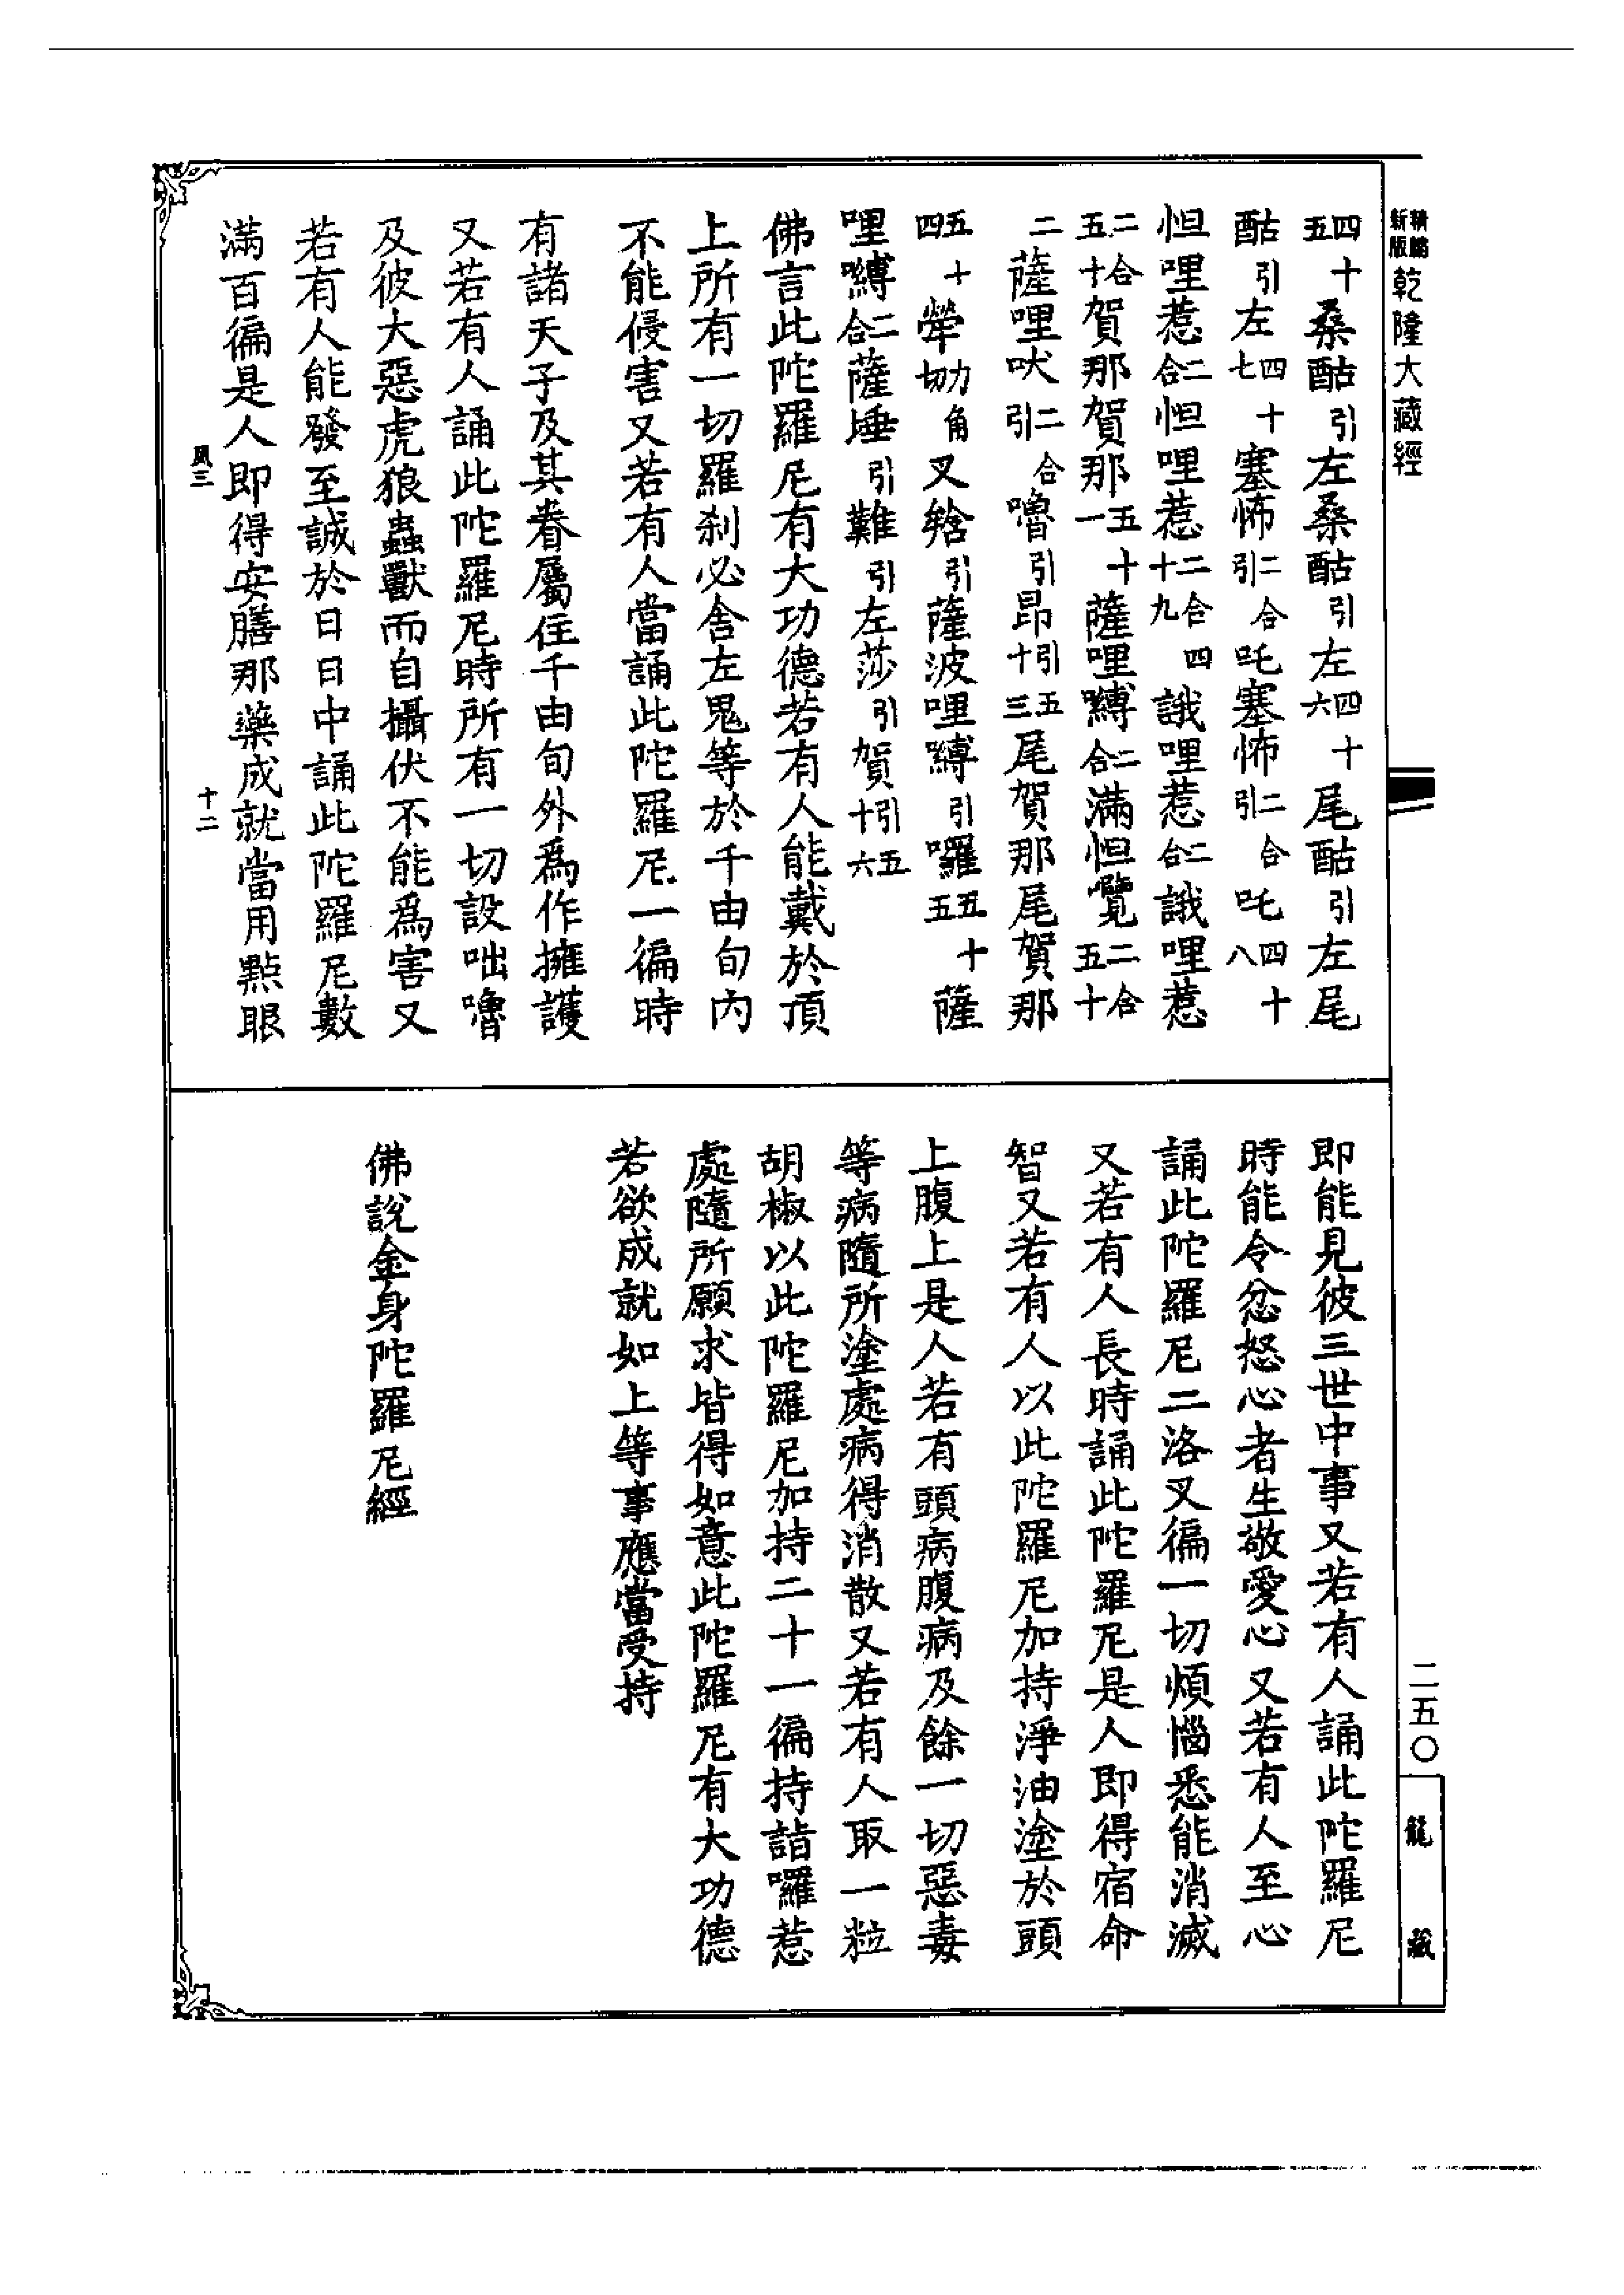 乾隆大藏經
四十五桑酤引左桑酤引左四十六尾酤引左尾
酤引左四十七塞怖二合引吒塞怖二合引吒四十八
怛哩惹二合怛哩惹二合四十九誐哩惹二合誐哩惹
二合五十賀那賀那五十一薩哩嚩二合滿怛覽二合五十
二薩哩吠二合引嚕引昂引五十三尾賀那尾賀那
五十四犖力角切叉辖引薩波哩嚩引囉五十五薩
哩嚩二合薩埵引難引左莎引賀引五十六
佛言此陀羅尼有大功德若有人能戴於頂
上所有一切羅刹必舍左鬼等於千由旬內
不能侵害又若有人當誦此陀羅尼一徧時
有諸天子及其眷屬住千由旬外爲作擁護
又若有人誦此陀羅尼時所有一切設咄嚕
及彼大惡虎狼蟲獸而自攝伏不能爲害又
若有人能發至誠於日日中誦此陀羅尼數
滿百徧是人即得安膳那藥成就當用點眼
風三
十二
即能見彼三世中事又若有人誦此陀羅尼
時能令忿怒心者生敬愛心又若有人至心
誦此陀羅尼二洛叉徧一切煩惱悉能消滅
又若有人長時誦此陀羅尼是人即得宿命
智又若有人以此陀羅尼加持淨油塗於頭
上腹上是人若有頭病腹病及餘一切惡毒
等病隨所塗處病得消散又若有人取一粒
胡椒以此陀羅尼加持二十一徧持詣囉惹
處隨所願求皆得如意此陀羅尼有大功德
若欲成就如上等事應當受持
佛說金身陀羅尼經
二五〇
龍藏